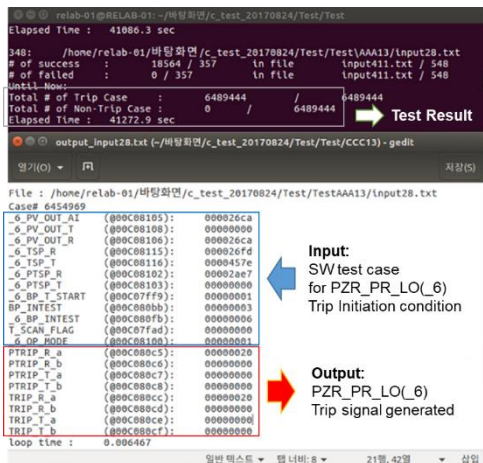 relab-01@RELAB-01: ~/바탕화면/c_test_20170824/Test/Test
Elapsed Time : 41086.3 sec
348: /home/relab-01/바탕화면/c_test_20170824/Test/Test\AAA13/input28.txt
# of success : 18564 / 357 in file input411.txt / 548
# of failed : 0 / 357 in file input411.txt / 548
Until Now:
Total # of Trip Case : 6489444 / 6489444
Total # of Non-Trip Case : 0 / 6489444
Elapsed Time : 41272.9 sec
Test Result
output_input28.txt (~/바탕화면/c_test_20170824/Test/Test/CCC13) - gedit
열기(O) 저장(S)
File : /home/relab-01/바탕화면/c_test_20170824/Test/TestAAA13/input28.txt
Case# 6454969
_6_PV_OUT_AI (@00C08105): 000026ca
_6_PV_OUT_T (@00C08108): 00000000
_6_PV_OUT_R (@00C08106): 000026ca
_6_TSP_R (@00C08115): 000026fd
_6_TSP_T (@00C08116): 0000457e
_6_PTSP_R (@00C08102): 00002ae7
_6_PTSP_T (@00C08103): 00000000
_6_BP_T_START (@00C07ff9): 00000001
BP_INTEST (@00C080bb): 00000003
_6_BP_INTEST (@00C080fb): 00000006
T_SCAN_FLAG (@00C07fad): 00000000
_6_OP_MODE (@00C08100): 00000001
PTRIP_R_a (@00C080c5): 00000020
PTRIP_R_b (@00C080c6): 00000000
PTRIP_T_a (@00C080c7): 00000000
PTRIP_T_b (@00C080c8): 00000000
TRIP_R_a (@00C080cc): 00000020
TRIP_R_b (@00C080cd): 00000000
TRIP_T_a (@00C080ce): 00000000
TRIP_T_b (@00C080cf): 00000000
loop time : 0.006467
Input:
SW test case
for PZR_PR_LO(_6)
Trip Initiation condition
Output:
PZR_PR_LO(_6)
Trip signal generated
일반 텍스트 탭 너비: 8 21행, 42열 삽입